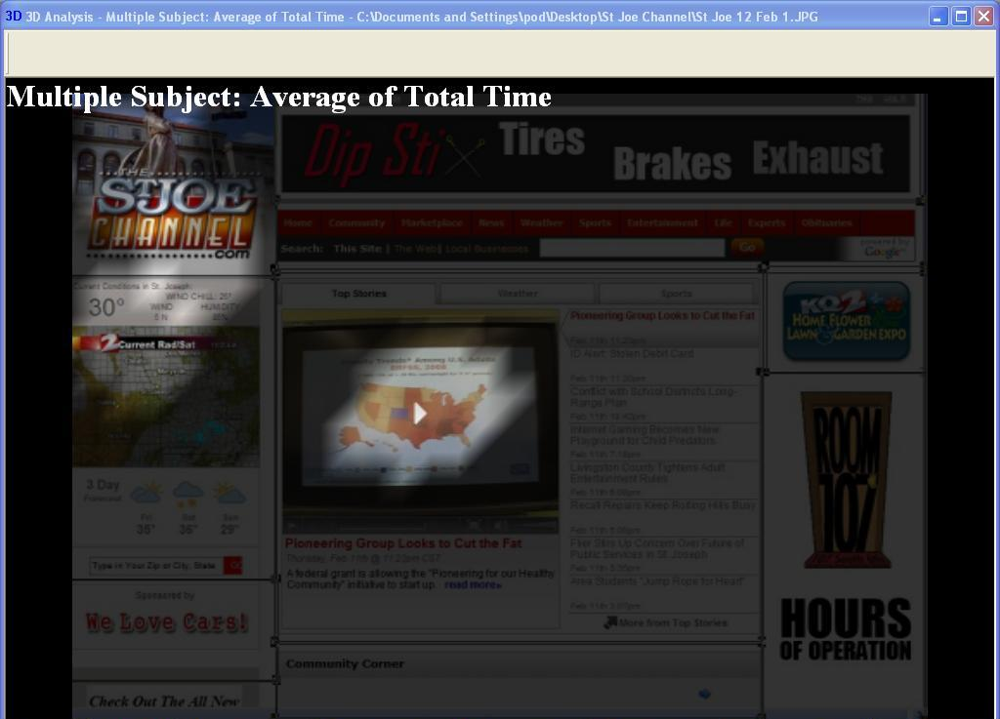 3D 3D Analysis - Multiple Subject: Average of Total Time - C:\Documents and Settings\pod\Desktop\St Joe Channel\St Joe 12 Feb 1.JPG
Multiple Subject: Average of Total Time
Dip Stix Tires Brakes Exhaust
THE
STJOE
CHANNEL
.com
Home Community Marketplace News Weather Sports Entertainment Life Experts Obituaries
Search: This Site | The Web | Local Businesses Go
powered by
Google
Current Conditions in St. Joseph:
30° WIND CHILL: 25°
WIND HUMIDITY
2 Current Rad/Sat
3 Day
Forecast
Fri Sat Sun
35° 36° 29°
Type in Your Zip or City, State GO
Sponsored by
We Love Cars!
Check Out The All New
Top Stories Weather Sports
Among U.S. Adults
Pioneering Group Looks to Cut the Fat
Thursday, Feb 11th @ 11:23pm CST
A federal grant is allowing the "Pioneering for our Healthy
Community" initiative to start up. read more»
Pioneering Group Looks to Cut the Fat
Feb 11th 11:23pm
ID Alert: Stolen Debit Card
Feb 11th 11:20pm
Conflict with School District's Long-
Range Plan
Feb 11th 10:40pm
Internet Gaming Becomes New
Playground for Child Predators
Feb 11th 7:18pm
Livingston County Tightens Adult
Entertainment Rules
Feb 11th 6:08pm
Recall Repairs Keep Rolling Hills Busy
Feb 11th 5:08pm
Flier Stirs Up Concern Over Future of
Public Services in St. Joseph
Feb 11th 5:35pm
Area Students "Jump Rope for Heart"
Feb 11th 3:07pm
More from Top Stories
Community Corner
KQ2
HOME, FLOWER
LAWN & GARDEN EXPO
ROOM
107
HOURS
OF OPERATION